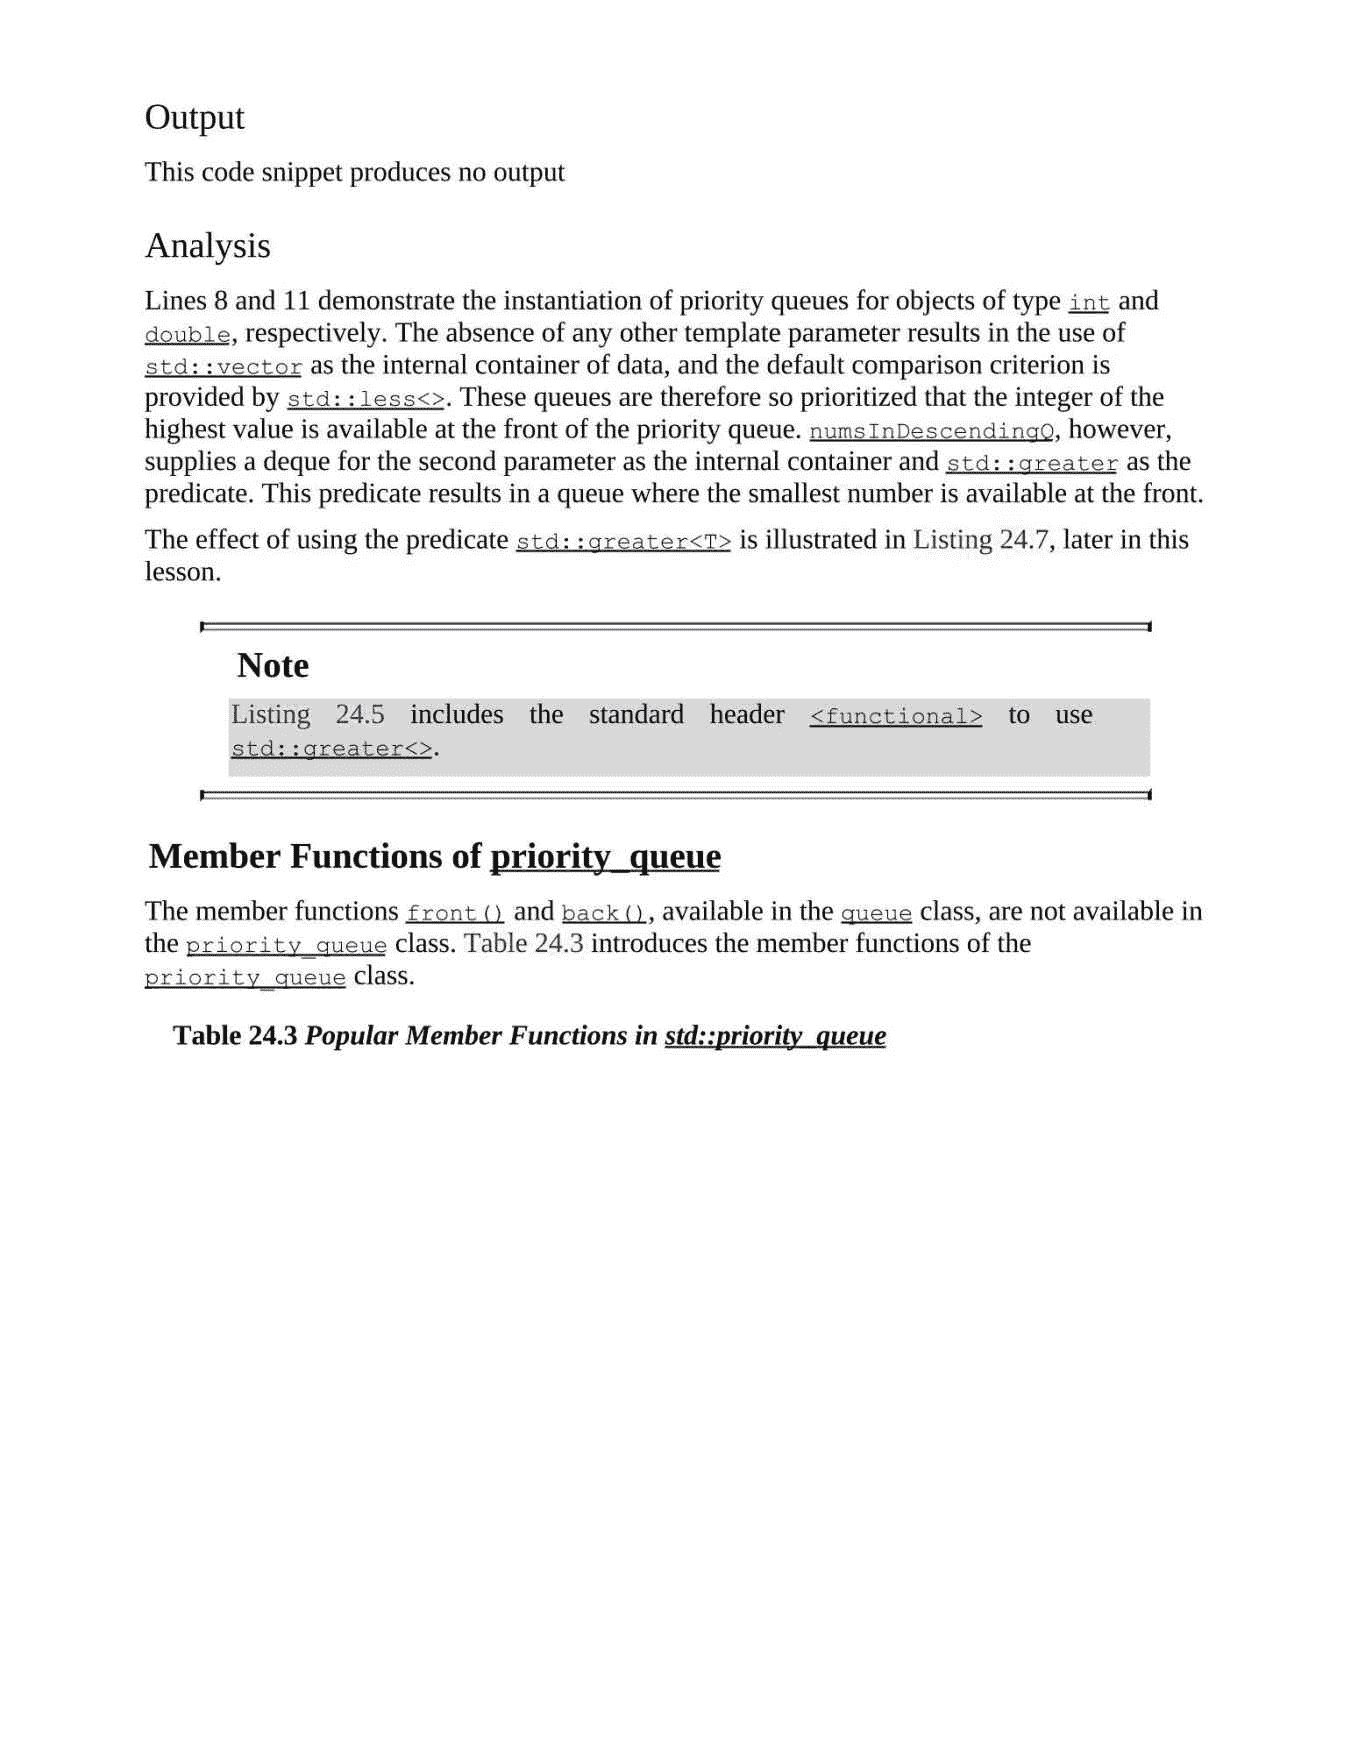 Output
This code snippet produces no output
Analysis
Lines 8 and 11 demonstrate the instantiation of priority queues for objects of type int and
double, respectively. The absence of any other template parameter results in the use of
std::vector as the internal container of data, and the default comparison criterion is
provided by std::less<>. These queues are therefore so prioritized that the integer of the
highest value is available at the front of the priority queue. numsInDescendingQ, however,
supplies a deque for the second parameter as the internal container and std::greater as the
predicate. This predicate results in a queue where the smallest number is available at the front.
The effect of using the predicate std::greater<T> is illustrated in Listing 24.7, later in this
lesson.
Note
Listing 24.5 includes the standard header <functional> to use
std::greater<>.
Member Functions of priority_queue
The member functions front() and back(), available in the queue class, are not available in
the priority_queue class. Table 24.3 introduces the member functions of the
priority_queue class.
Table 24.3 Popular Member Functions in std::priority_queue